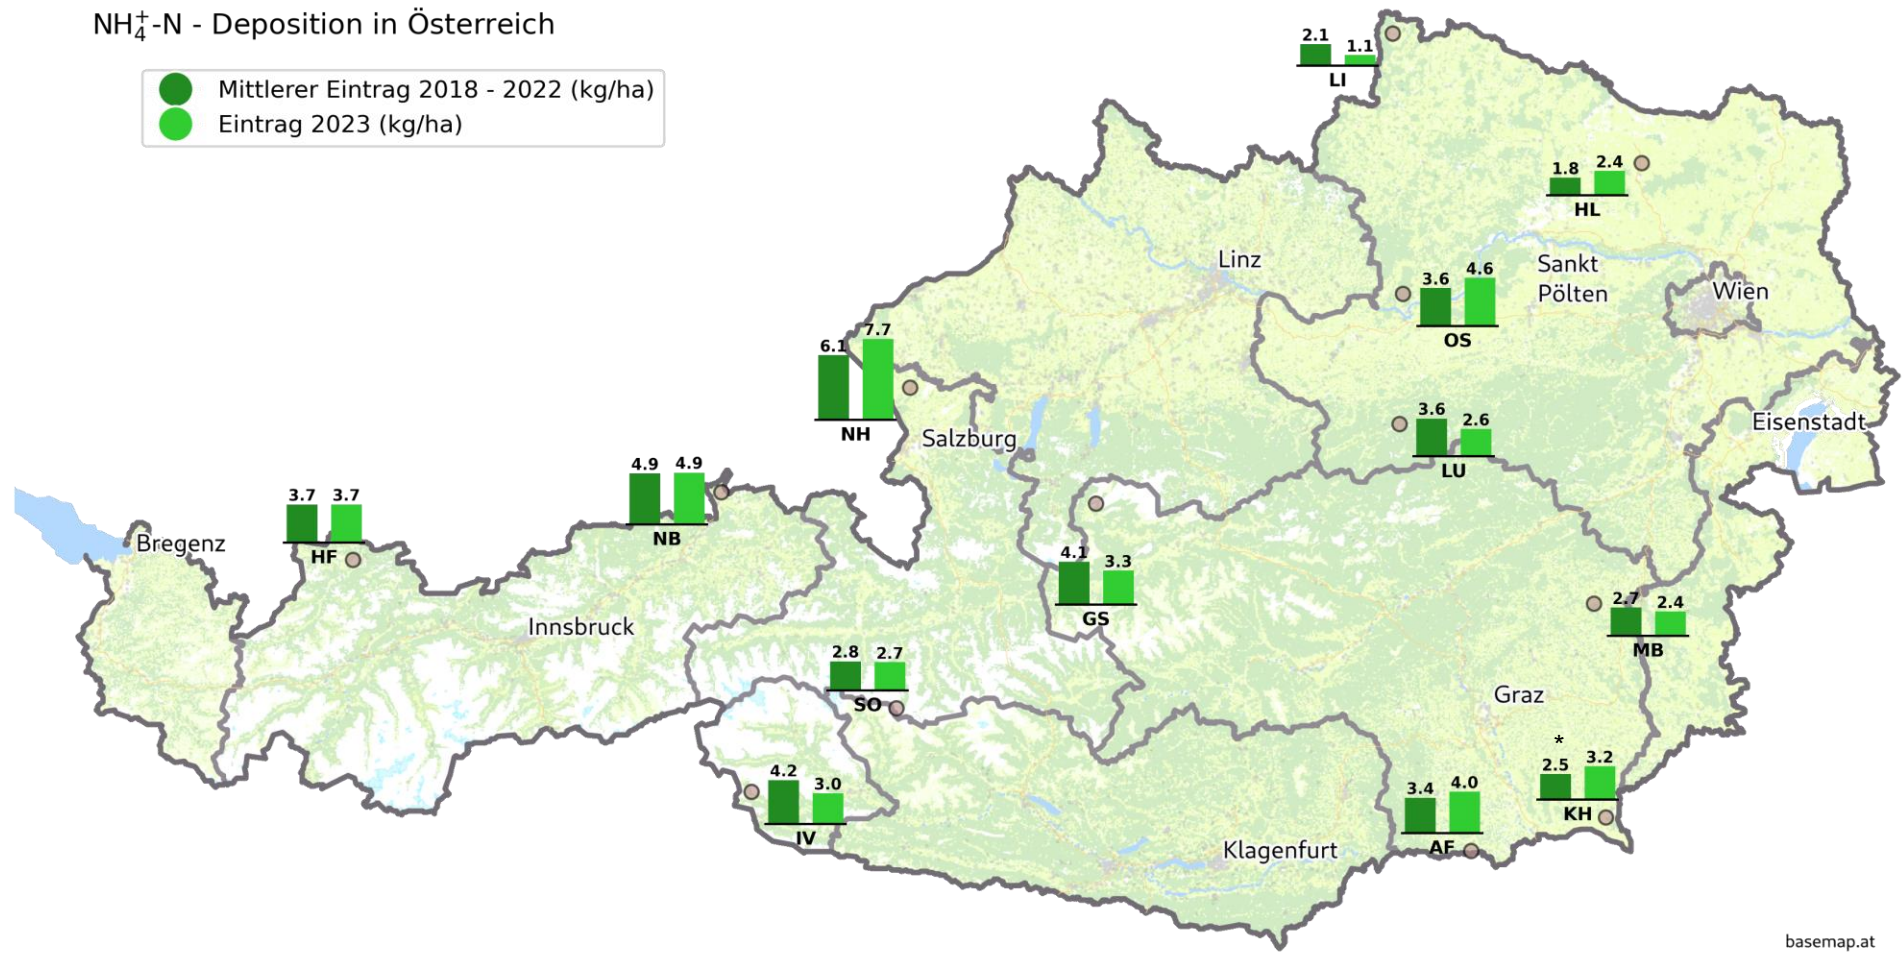 NH₄⁺-N - Deposition in Österreich
Mittlerer Eintrag 2018 - 2022 (kg/ha)
Eintrag 2023 (kg/ha)
2.1 1.1
LI
1.8 2.4
HL
Linz
Sankt
Pölten
Wien
3.6 4.6
OS
6.1 7.7
NH
Salzburg
3.6 2.6
LU
Eisenstadt
4.9 4.9
NB
3.7 3.7
HF
Bregenz
4.1 3.3
GS
Innsbruck
2.7 2.4
MB
2.8 2.7
SO
Graz
*
2.5 3.2
KH
4.2 3.0
IV
3.4 4.0
AF
Klagenfurt
basemap.at